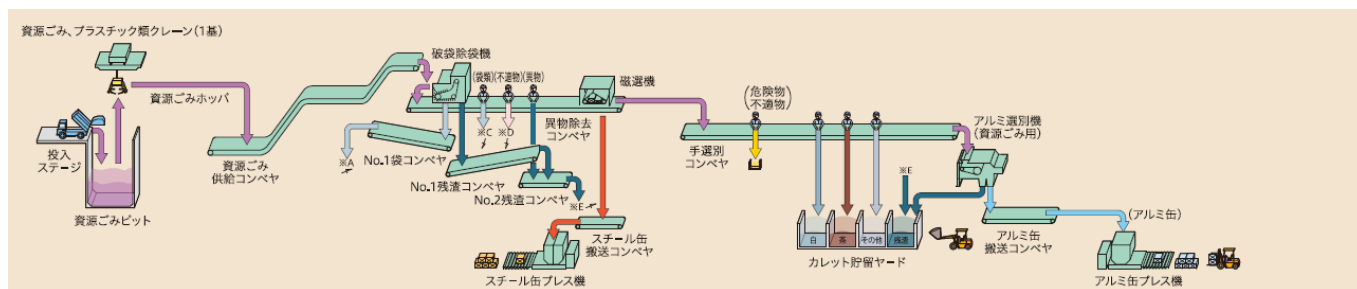 資源ごみ、プラスチック類クレーン(1基)
資源ごみホッパ
投入
ステージ
資源ごみピット
資源ごみ
供給コンベヤ
破袋除袋機
(袋類)(不適物)(異物)
磁選機
※A
※C
※D
異物除去
コンベヤ
No.1袋コンベヤ
No.1残渣コンベヤ
No.2残渣コンベヤ
※E
スチール缶
搬送コンベヤ
スチール缶プレス機
(危険物
不適物)
手選別
コンベヤ
アルミ選別機
(資源ごみ用)
※E
白
茶
その他
残渣
カレット貯留ヤード
アルミ缶
搬送コンベヤ
(アルミ缶)
アルミ缶プレス機